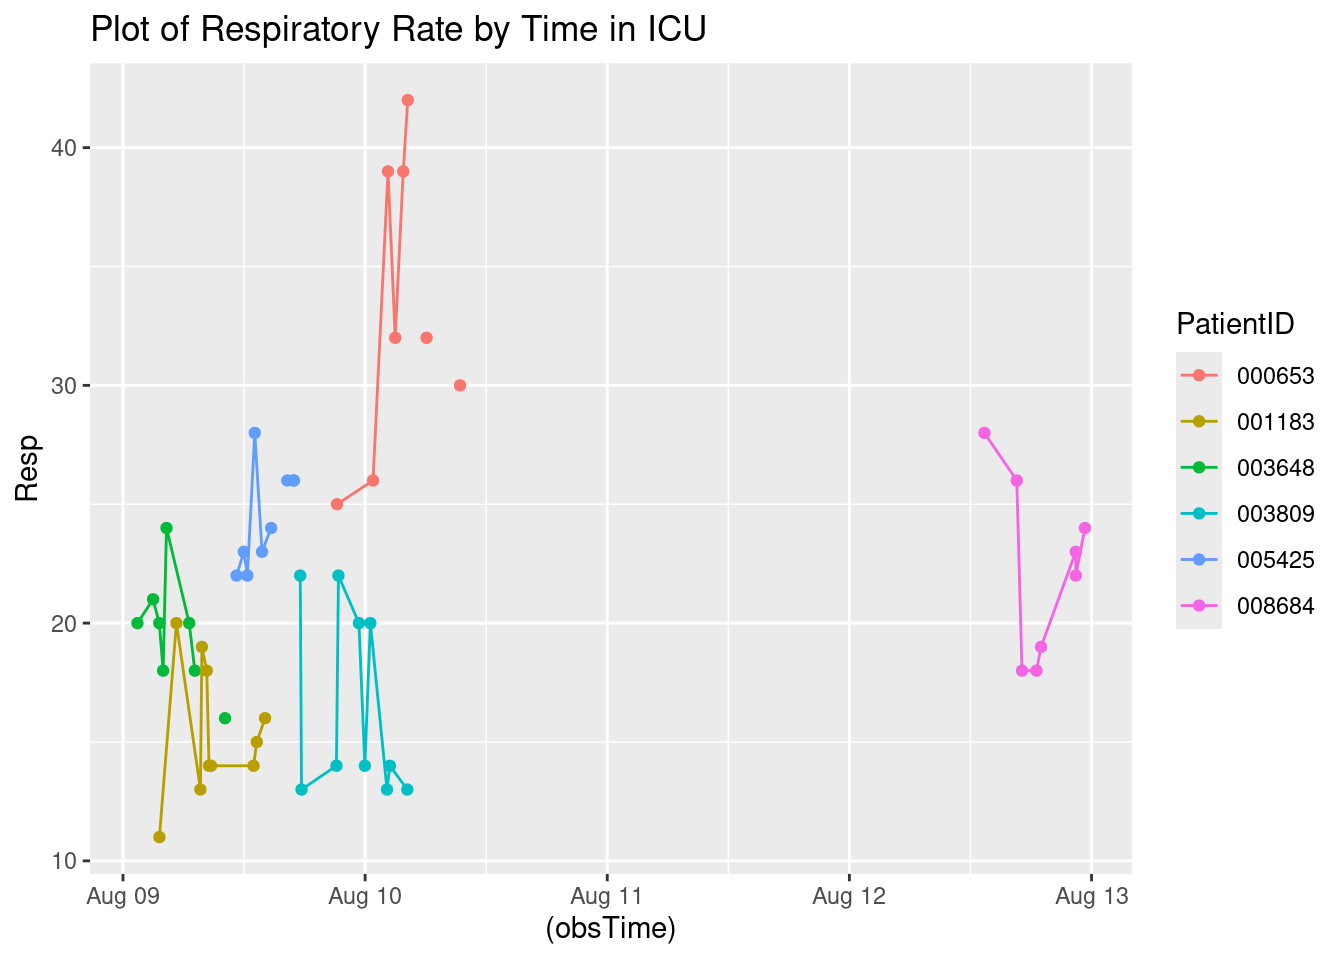 Plot of Respiratory Rate by Time in ICU
40
30
20
10
Resp
Aug 09 Aug 10 Aug 11 Aug 12 Aug 13
(obsTime)
PatientID
000653
001183
003648
003809
005425
008684